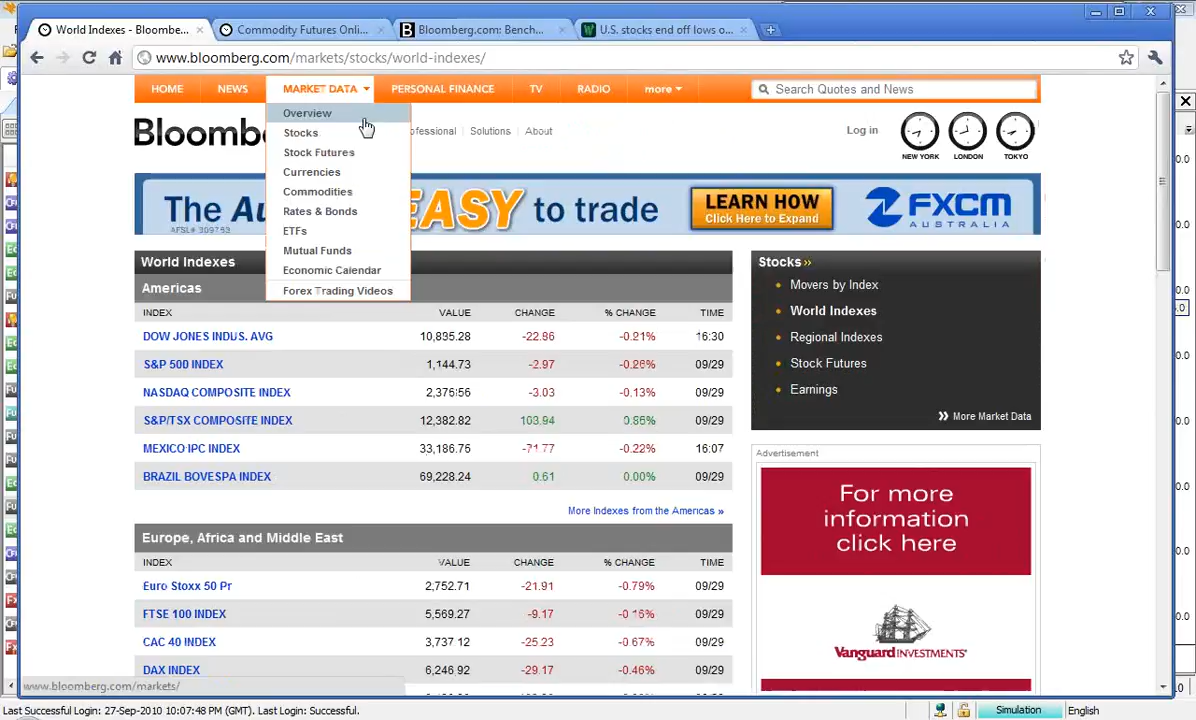 World Indexes - Bloombe...
Commodity Futures Onli...
Bloomberg.com: Bench...
U.S. stocks end off lows o...
www.bloomberg.com/markets/stocks/world-indexes/
HOME NEWS MARKET DATA PERSONAL FINANCE TV RADIO more Search Quotes and News
Overview
Stocks
Stock Futures
Currencies
Commodities
Rates & Bonds
ETFs
Mutual Funds
Economic Calendar
Forex Trading Videos
Solutions About
Log in
NEW YORK LONDON TOKYO
The EASY to trade
AFSL# 309763
LEARN HOW
Click Here to Expand
FXCM
AUSTRALIA
World Indexes
Americas
INDEX VALUE CHANGE % CHANGE TIME
DOW JONES INDUS. AVG 10,835.28 -22.86 -0.21% 16:30
S&P 500 INDEX 1,144.73 -2.97 -0.26% 09/29
NASDAQ COMPOSITE INDEX 2,376.56 -3.03 -0.13% 09/29
S&P/TSX COMPOSITE INDEX 12,382.82 103.94 0.85% 09/29
MEXICO IPC INDEX 33,186.75 -71.77 -0.22% 16:07
BRAZIL BOVESPA INDEX 69,228.24 0.61 0.00% 09/29
More Indexes from the Americas »
Europe, Africa and Middle East
INDEX VALUE CHANGE % CHANGE TIME
Euro Stoxx 50 Pr 2,752.71 -21.91 -0.79% 09/29
FTSE 100 INDEX 5,569.27 -9.17 -0.16% 09/29
CAC 40 INDEX 3,737.12 -25.23 -0.67% 09/29
DAX INDEX 6,246.92 -29.17 -0.46% 09/29
Stocks »
Movers by Index
World Indexes
Regional Indexes
Stock Futures
Earnings
» More Market Data
Advertisement
For more
information
click here
Vanguard INVESTMENTS
www.bloomberg.com/markets/
Last Successful Login: 27-Sep-2010 10:07:48 PM (GMT). Last Login: Successful.
Simulation English